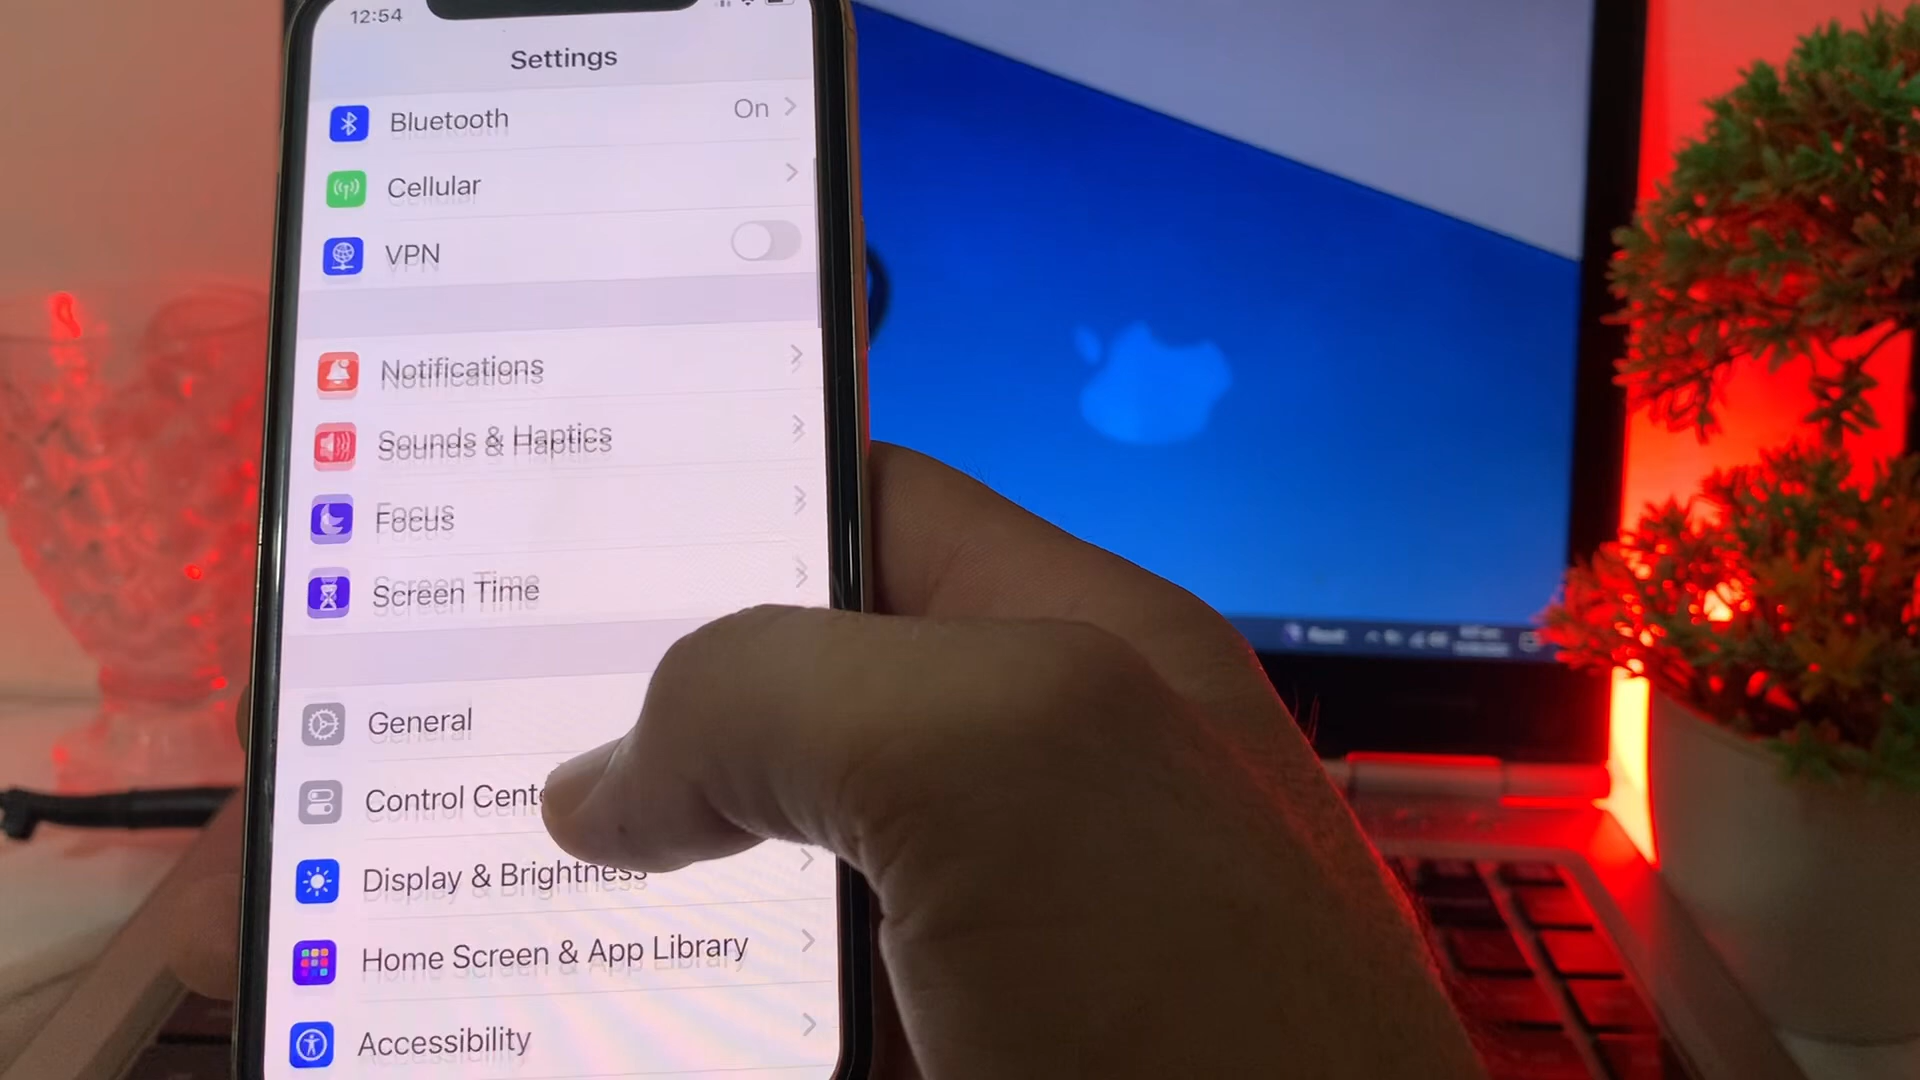 12:54
Settings
Bluetooth On
Cellular
VPN
Notifications
Sounds & Haptics
Focus
Screen Time
General
Control Cente
Display & Brightness
Home Screen & App Library
Accessibility